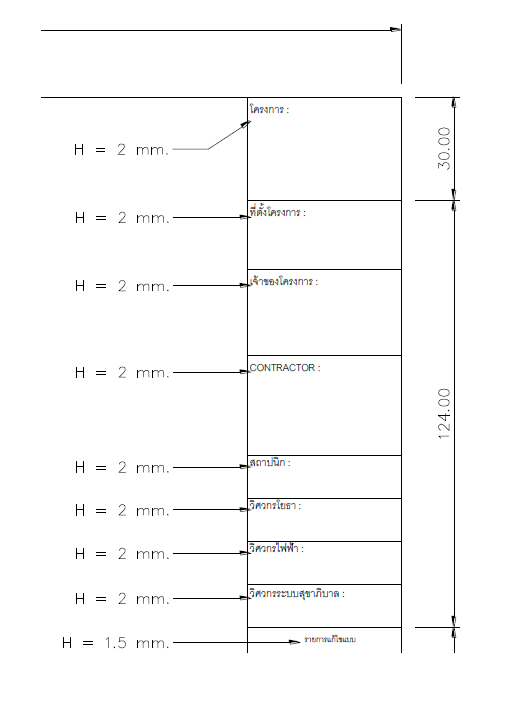 โครงการ :
H = 2 mm.
30.00
ที่ตั้งโครงการ :
H = 2 mm.
เจ้าของโครงการ :
H = 2 mm.
CONTRACTOR :
H = 2 mm.
124.00
สถาปนิก :
H = 2 mm.
วิศวกรโยธา :
H = 2 mm.
วิศวกรไฟฟ้า :
H = 2 mm.
วิศวกรระบบสุขาภิบาล :
H = 2 mm.
H = 1.5 mm.
รายการแก้ไขแบบ